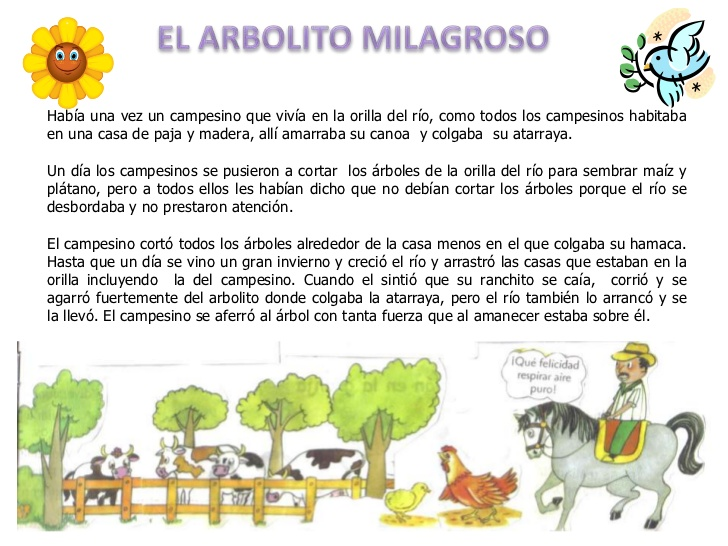 EL ARBOLITO MILAGROSO
Había una vez un campesino que vivía en la orilla del río, como todos los campesinos habitaba
en una casa de paja y madera, allí amarraba su canoa y colgaba su atarraya.
Un día los campesinos se pusieron a cortar los árboles de la orilla del río para sembrar maíz y
plátano, pero a todos ellos les habían dicho que no debían cortar los árboles porque el río se
desbordaba y no prestaron atención.
El campesino cortó todos los árboles alrededor de la casa menos en el que colgaba su hamaca.
Hasta que un día se vino un gran invierno y creció el río y arrastró las casas que estaban en la
orilla incluyendo la del campesino. Cuando el sintió que su ranchito se caía, corrió y se
agarró fuertemente del arbolito donde colgaba la atarraya, pero el río también lo arrancó y se
la llevó. El campesino se aferró al árbol con tanta fuerza que al amanecer estaba sobre él.
¡Qué felicidad
respirar aire
puro!